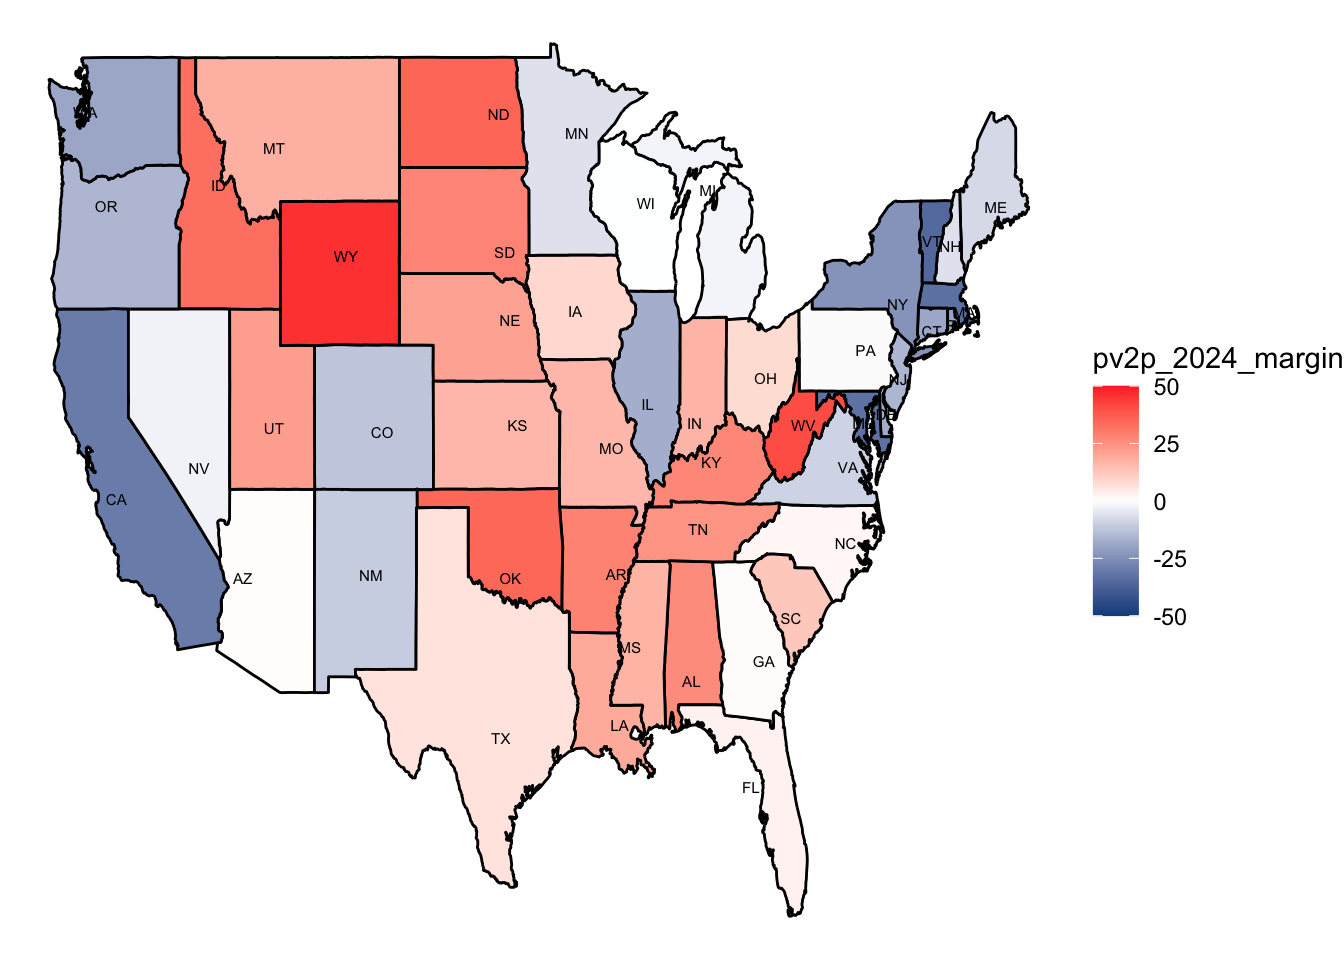 WA
MT
ND
MN
ID
OR
MI
WI
ME
VT
NH
WY
SD
NE
IA
NY
MA
CT
PA
OH
NJ
UT
CO
KS
MO
IL
IN
WV
DE
KY
VA
NV
CA
TN
NC
AZ
NM
OK
AR
SC
MS
GA
AL
LA
TX
FL
pv2p_2024_margin
50
25
0
-25
-50